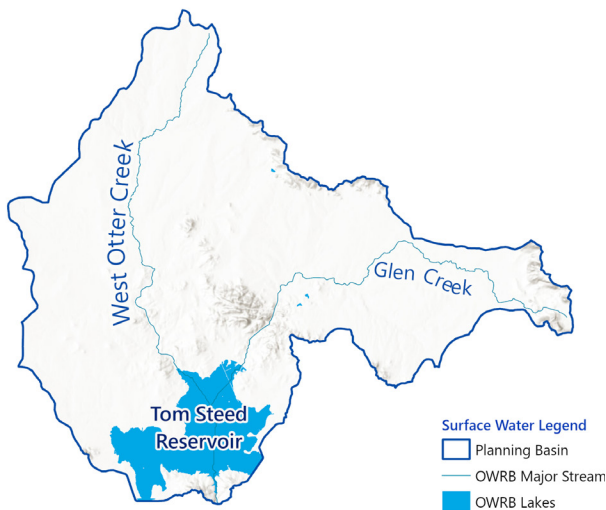 West Otter Creek
Glen Creek
Tom Steed
Reservoir
Surface Water Legend
Planning Basin
OWRB Major Stream
OWRB Lakes